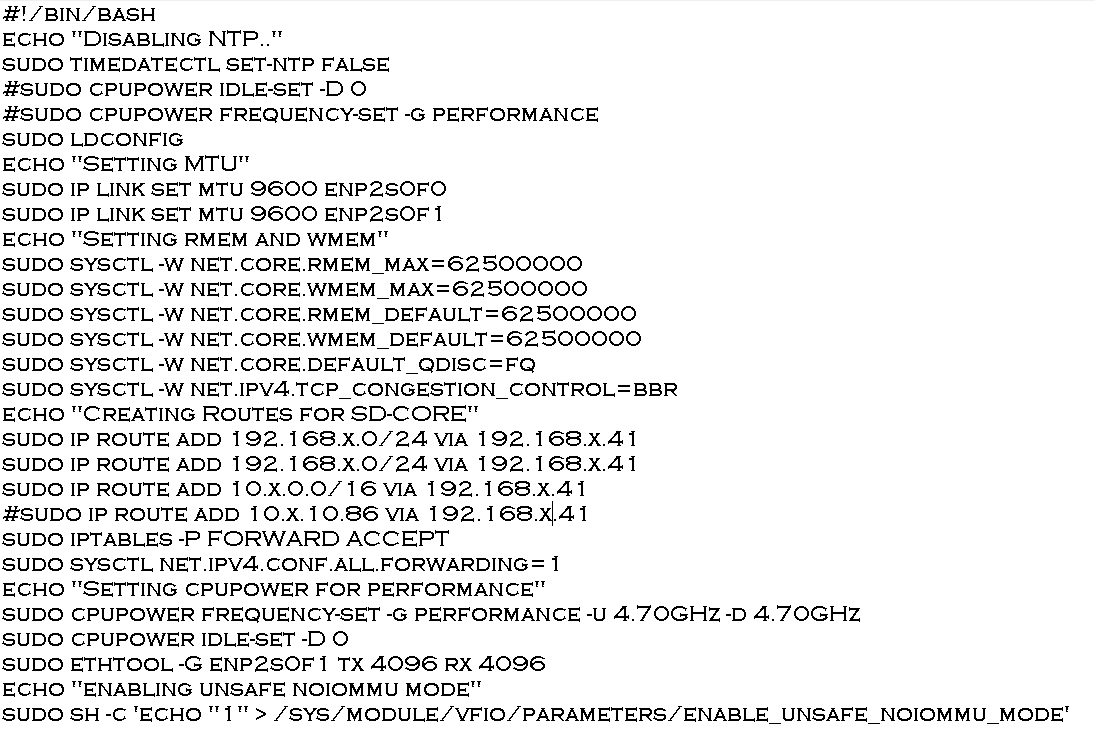 #!/bin/bash
echo "Disabling NTP.."
sudo timedatectl set-ntp false
#sudo cpupower idle-set -D 0
#sudo cpupower frequency-set -g performance
sudo ldconfig
echo "Setting MTU"
sudo ip link set mtu 9600 enp2s0f0
sudo ip link set mtu 9600 enp2s0f1
echo "Setting rmem and wmem"
sudo sysctl -w net.core.rmem_max=62500000
sudo sysctl -w net.core.wmem_max=62500000
sudo sysctl -w net.core.rmem_default=62500000
sudo sysctl -w net.core.wmem_default=62500000
sudo sysctl -w net.core.default_qdisc=fq
sudo sysctl -w net.ipv4.tcp_congestion_control=bbr
echo "Creating Routes for SD-CORE"
sudo ip route add 192.168.x.0/24 via 192.168.x.41
sudo ip route add 192.168.x.0/24 via 192.168.x.41
sudo ip route add 10.x.0.0/16 via 192.168.x.41
#sudo ip route add 10.x.10.86 via 192.168.x.41
sudo iptables -P FORWARD ACCEPT
sudo sysctl net.ipv4.conf.all.forwarding=1
echo "Setting cpupower for performance"
sudo cpupower frequency-set -g performance -u 4.70GHz -d 4.70GHz
sudo cpupower idle-set -D 0
sudo ethtool -G enp2s0f1 tx 4096 rx 4096
echo "enabling unsafe noiommu mode"
sudo sh -c 'echo "1" > /sys/module/vfio/parameters/enable_unsafe_noiommu_mode'